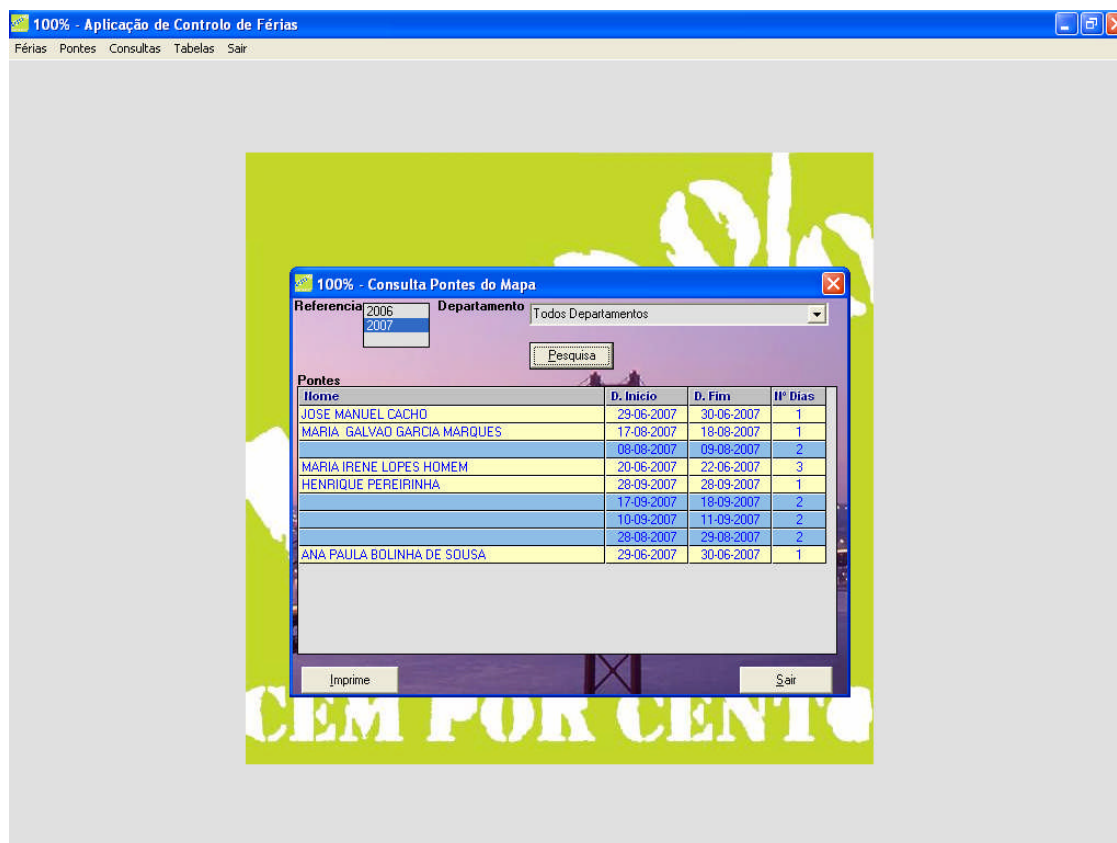 100% - Aplicação de Controlo de Férias
Férias Pontes Consultas Tabelas Sair
100% - Consulta Pontes do Mapa
Referencia 2006 Departamento Todos Departamentos
2007
Pesquisa
Pontes
Nome D. Inicio D. Fim Nº Dias
JOSE MANUEL CACHO 29-06-2007 30-06-2007 1
MARIA GALVAO GARCIA MARQUES 17-08-2007 18-08-2007 1
08-08-2007 09-08-2007 2
MARIA IRENE LOPES HOMEM 20-06-2007 22-06-2007 3
HENRIQUE PEREIRINHA 28-09-2007 28-09-2007 1
17-09-2007 18-09-2007 2
10-09-2007 11-09-2007 2
28-08-2007 29-08-2007 2
ANA PAULA BOLINHA DE SOUSA 29-06-2007 30-06-2007 1
Imprime Sair
CEM POR CENTO